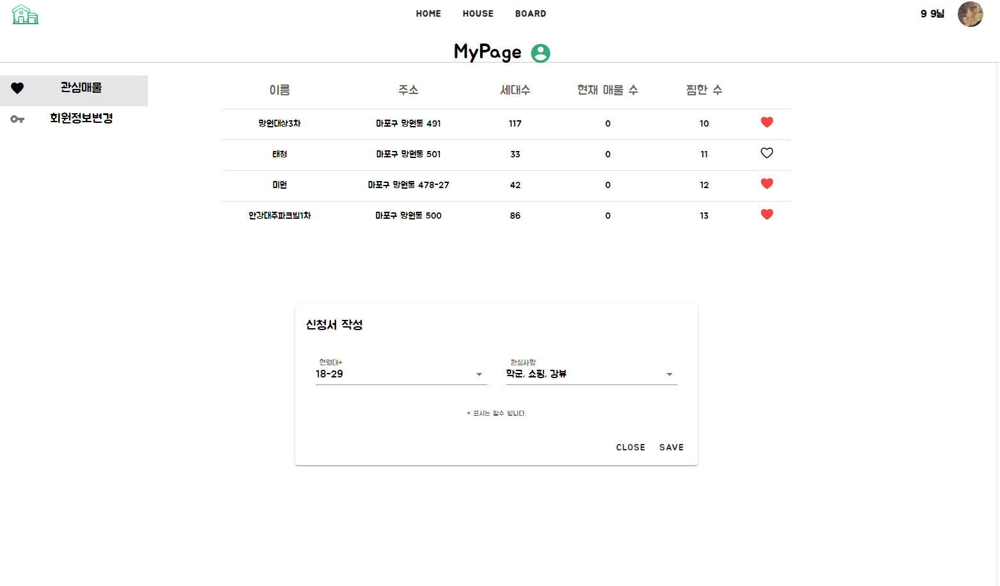 HOME HOUSE BOARD 9 9님
MyPage
관심매물
회원정보변경
이름 주소 세대수 현재 매물 수 찜한 수
망원대상3차 마포구 망원동 491 117 0 10
태청 마포구 망원동 501 33 0 11
미원 마포구 망원동 478-27 42 0 12
한강대주파크빌1차 마포구 망원동 500 86 0 13
신청서 작성
연령대* 관심사항
18-29 학군, 쇼핑, 강뷰
* 표시는 필수 입니다.
CLOSE SAVE